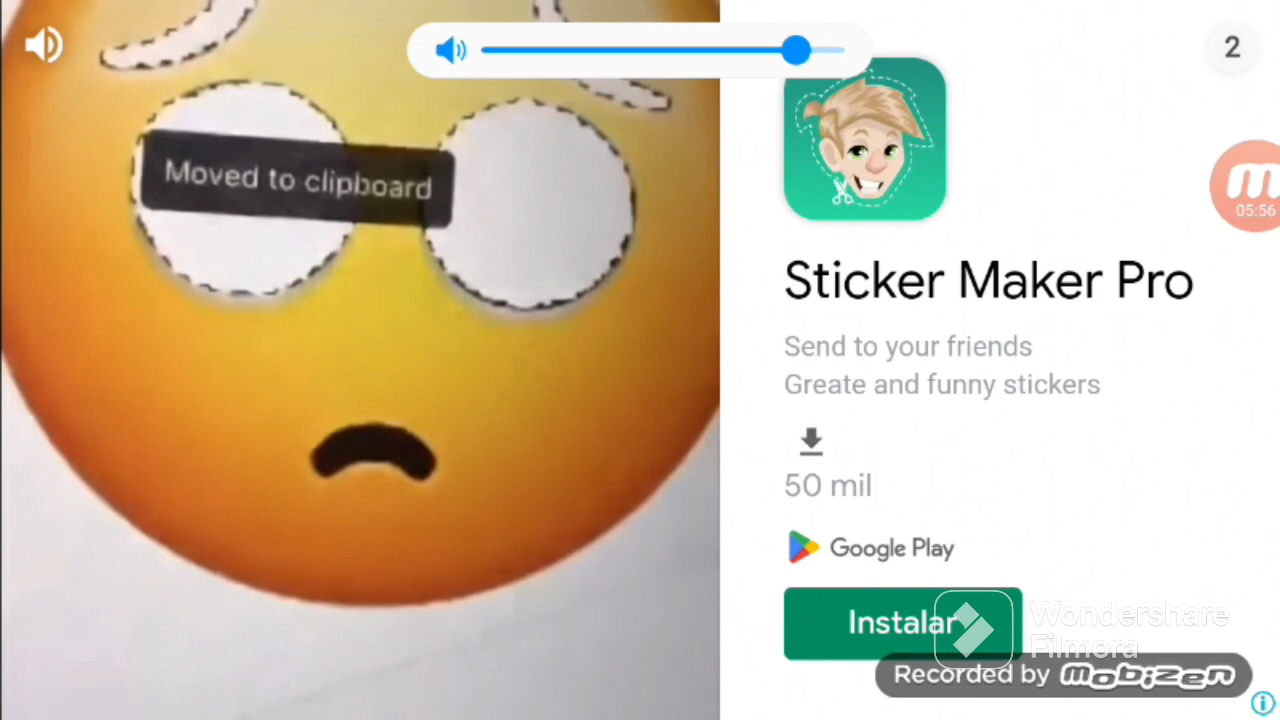 2
Moved to clipboard
05:56
Sticker Maker Pro
Send to your friends
Greate and funny stickers
50 mil
Google Play
Instalar
Wondershare
Filmora
Recorded by mobizen